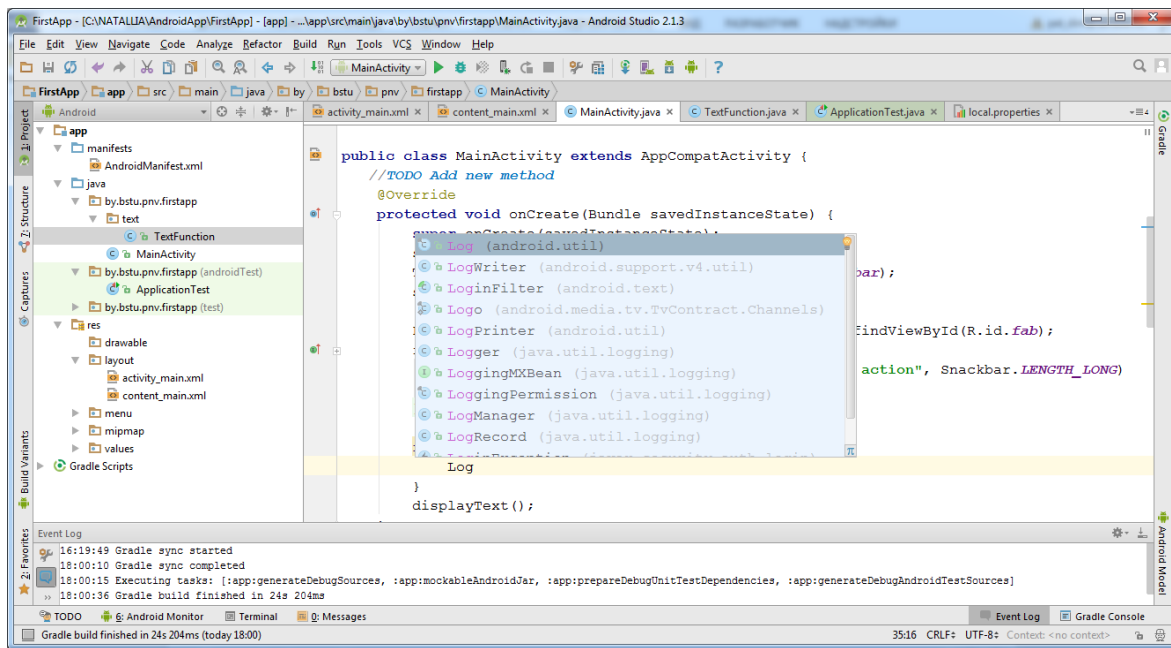 FirstApp - [C:\NATALLIA\AndroidApp\FirstApp] - [app] - ...\app\src\main\java\by\bstu\pnv\firstapp\MainActivity.java - Android Studio 2.1.3
File Edit View Navigate Code Analyze Refactor Build Run Tools VCS Window Help
MainActivity
FirstApp app src main java by bstu pnv firstapp MainActivity
Android
activity_main.xml content_main.xml MainActivity.java TextFunction.java ApplicationTest.java local.properties
1: Project
7: Structure
Captures
Build Variants
2: Favorites
app
manifests
AndroidManifest.xml
java
by.bstu.pnv.firstapp
text
TextFunction
MainActivity
by.bstu.pnv.firstapp (androidTest)
ApplicationTest
by.bstu.pnv.firstapp (test)
res
drawable
layout
activity_main.xml
content_main.xml
menu
mipmap
values
Gradle Scripts
public class MainActivity extends AppCompatActivity {
//TODO Add new method
@Override
protected void onCreate(Bundle savedInstanceState) {
super.onCreate(savedInstanceState);
Log (android.util)
LogWriter (android.support.v4.util)
bar);
LoginFilter (android.text)
Logo (android.media.tv.TvContract.Channels)
LogPrinter (android.util)
findViewById(R.id.fab);
Logger (java.util.logging)
LoggingMXBean (java.util.logging)
action", Snackbar.LENGTH_LONG)
LoggingPermission (java.util.logging)
LogManager (java.util.logging)
LogRecord (java.util.logging)
Log
}
displayText();
Gradle
Android Model
Event Log
16:19:49 Gradle sync started
18:00:10 Gradle sync completed
18:00:15 Executing tasks: [:app:generateDebugSources, :app:mockableAndroidJar, :app:prepareDebugUnitTestDependencies, :app:generateDebugAndroidTestSources]
18:00:36 Gradle build finished in 24s 204ms
TODO 6: Android Monitor Terminal 0: Messages Event Log Gradle Console
Gradle build finished in 24s 204ms (today 18:00) 35:16 CRLF÷ UTF-8÷ Context: <no context>